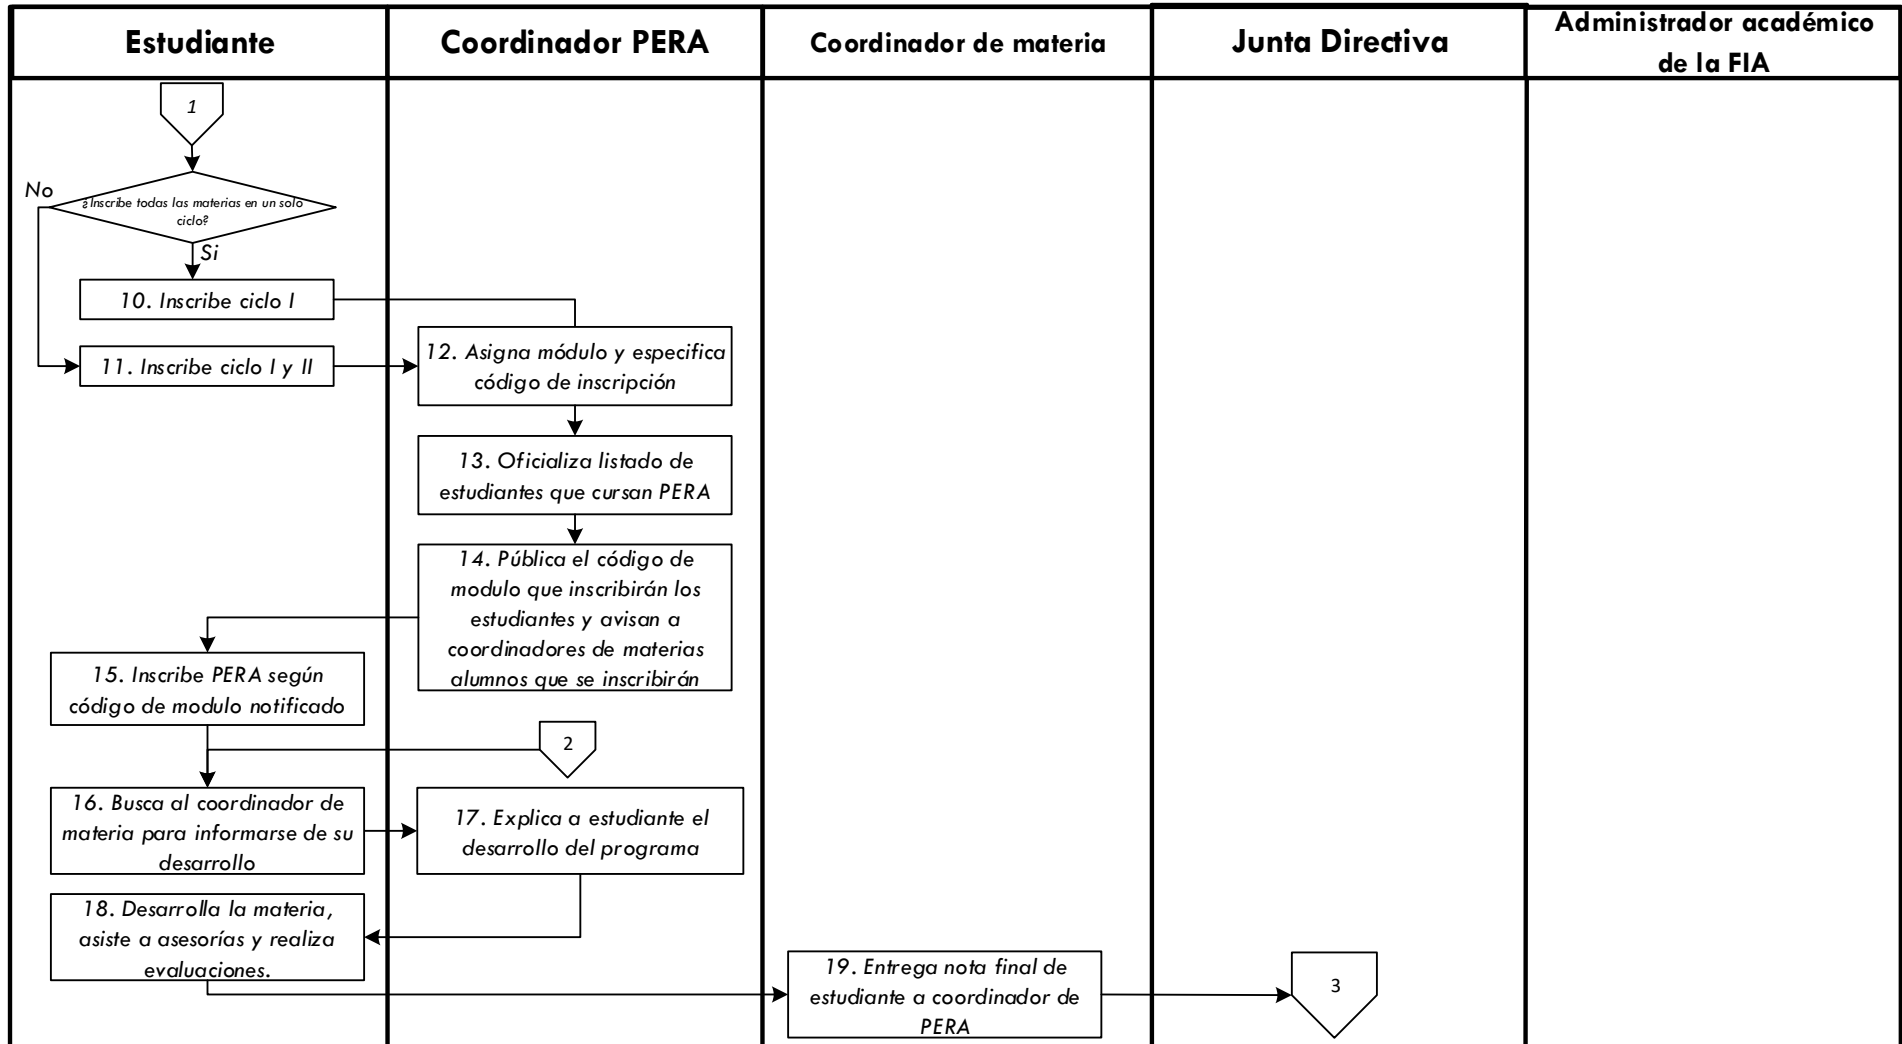 Estudiante
Coordinador PERA
Coordinador de materia
Junta Directiva
Administrador académico
de la FIA
1
No
¿Inscribe todas las materias en un solo
ciclo?
Si
10. Inscribe ciclo I
11. Inscribe ciclo I y II
12. Asigna módulo y especifica
código de inscripción
13. Oficializa listado de
estudiantes que cursan PERA
14. Pública el código de
modulo que inscribirán los
estudiantes y avisan a
coordinadores de materias
alumnos que se inscribirán
15. Inscribe PERA según
código de modulo notificado
2
16. Busca al coordinador de
materia para informarse de su
desarrollo
17. Explica a estudiante el
desarrollo del programa
18. Desarrolla la materia,
asiste a asesorías y realiza
evaluaciones.
19. Entrega nota final de
estudiante a coordinador de
PERA
3